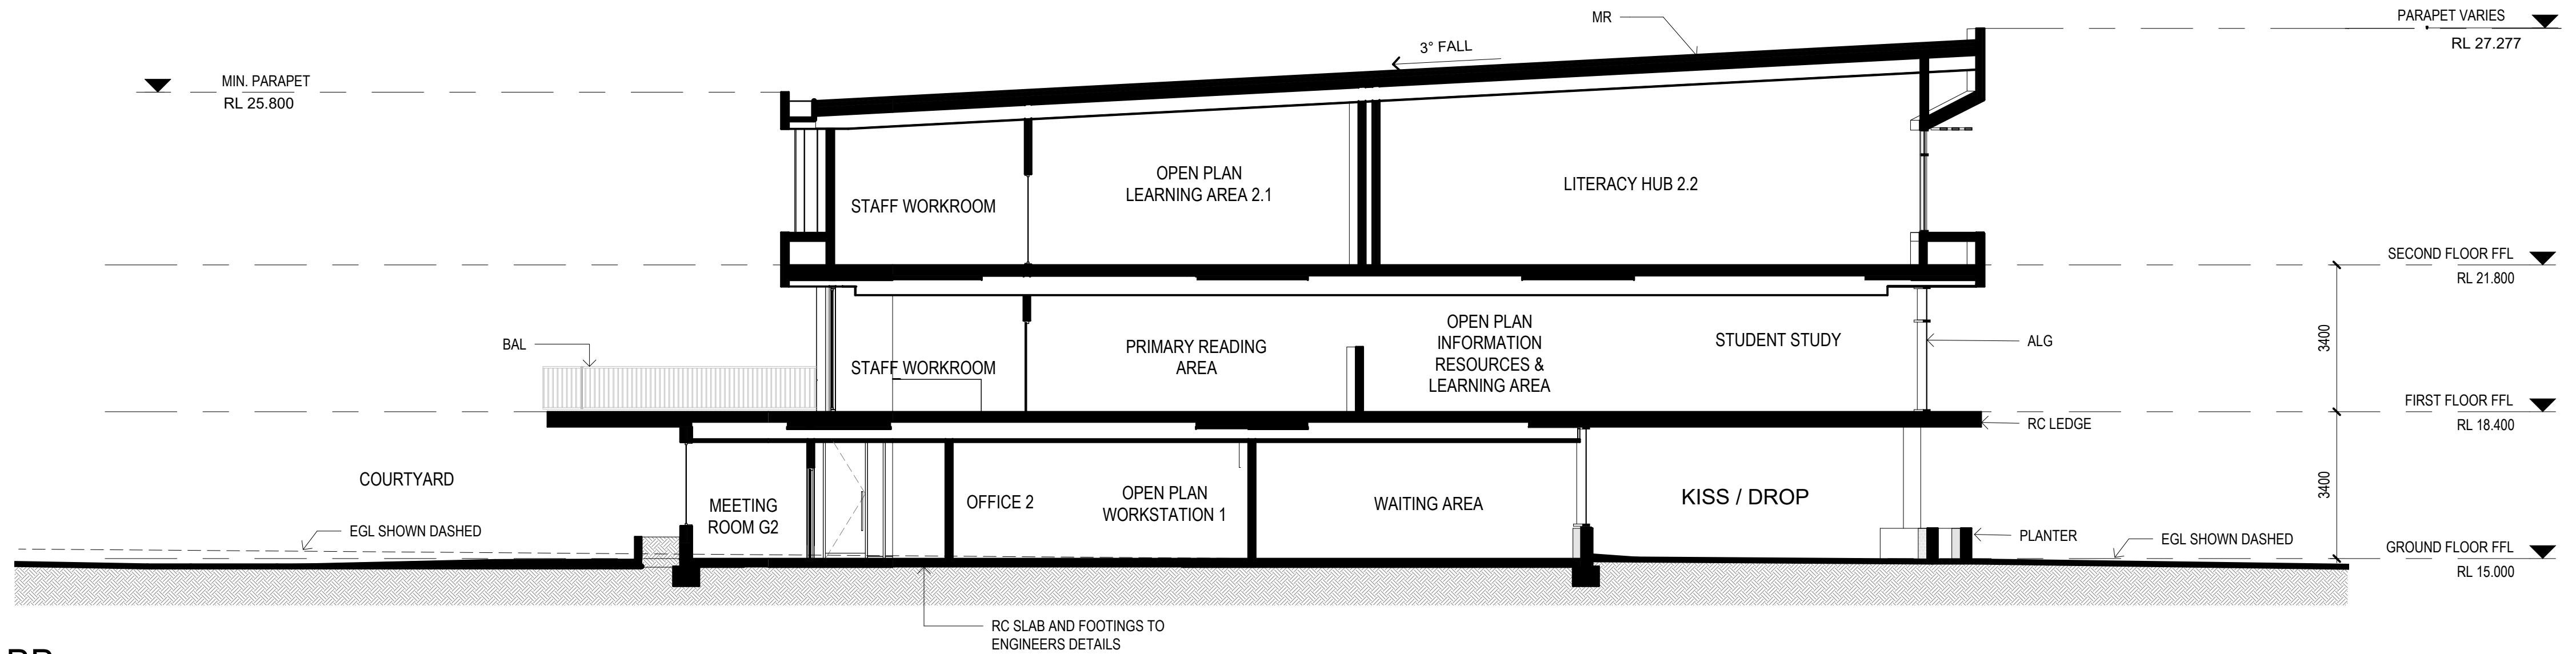 MR
PARAPET VARIES
RL 27.277
3° FALL
MIN. PARAPET
RL 25.800
OPEN PLAN
LEARNING AREA 2.1
LITERACY HUB 2.2
STAFF WORKROOM
SECOND FLOOR FFL
RL 21.800
3400
BAL
STAFF WORKROOM
PRIMARY READING
AREA
OPEN PLAN
INFORMATION
RESOURCES &
LEARNING AREA
STUDENT STUDY
ALG
FIRST FLOOR FFL
RL 18.400
RC LEDGE
3400
COURTYARD
MEETING
ROOM G2
OFFICE 2
OPEN PLAN
WORKSTATION 1
WAITING AREA
KISS / DROP
EGL SHOWN DASHED
PLANTER
EGL SHOWN DASHED
GROUND FLOOR FFL
RL 15.000
RC SLAB AND FOOTINGS TO
ENGINEERS DETAILS